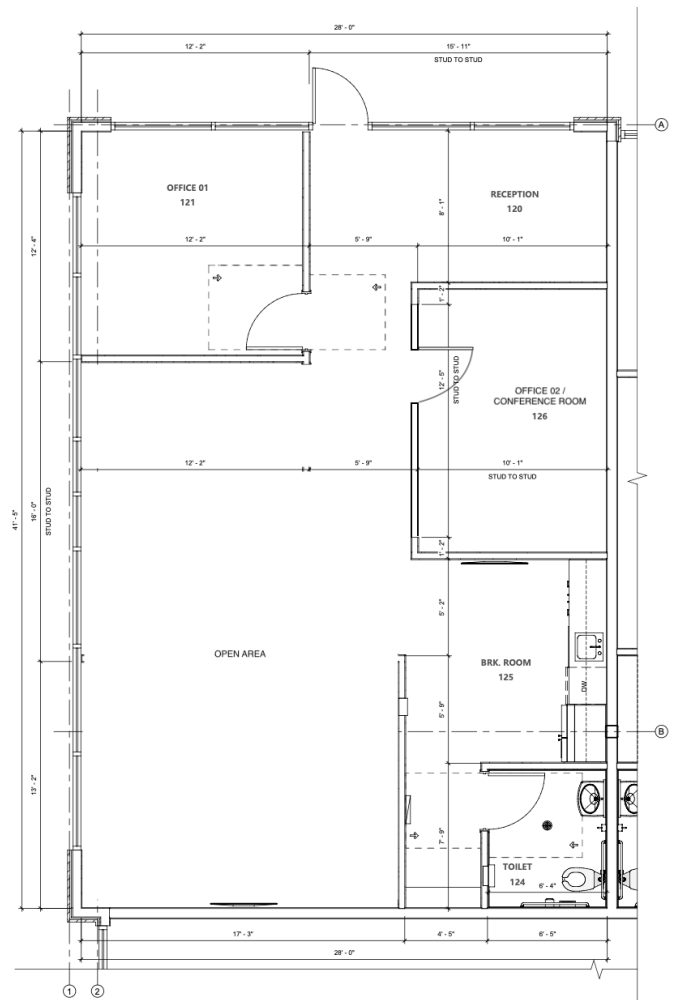 28' - 0"
12' - 2"
15' - 11"
STUD TO STUD
A
OFFICE 01
121
RECEPTION
120
8' - 1"
12' - 4"
12' - 2"
5' - 9"
10' - 1"
1' - 2"
12' - 5"
STUD TO STUD
OFFICE 02 /
CONFERENCE ROOM
126
12' - 2"
5' - 9"
10' - 1"
STUD TO STUD
41' - 5"
16' - 0"
STUD TO STUD
1' - 2"
5' - 2"
OPEN AREA
BRK. ROOM
125
DW
5' - 9"
B
13' - 2"
7' - 9"
TOILET
124
6' - 4"
17' - 3"
4' - 5"
6' - 5"
28' - 0"
1
2